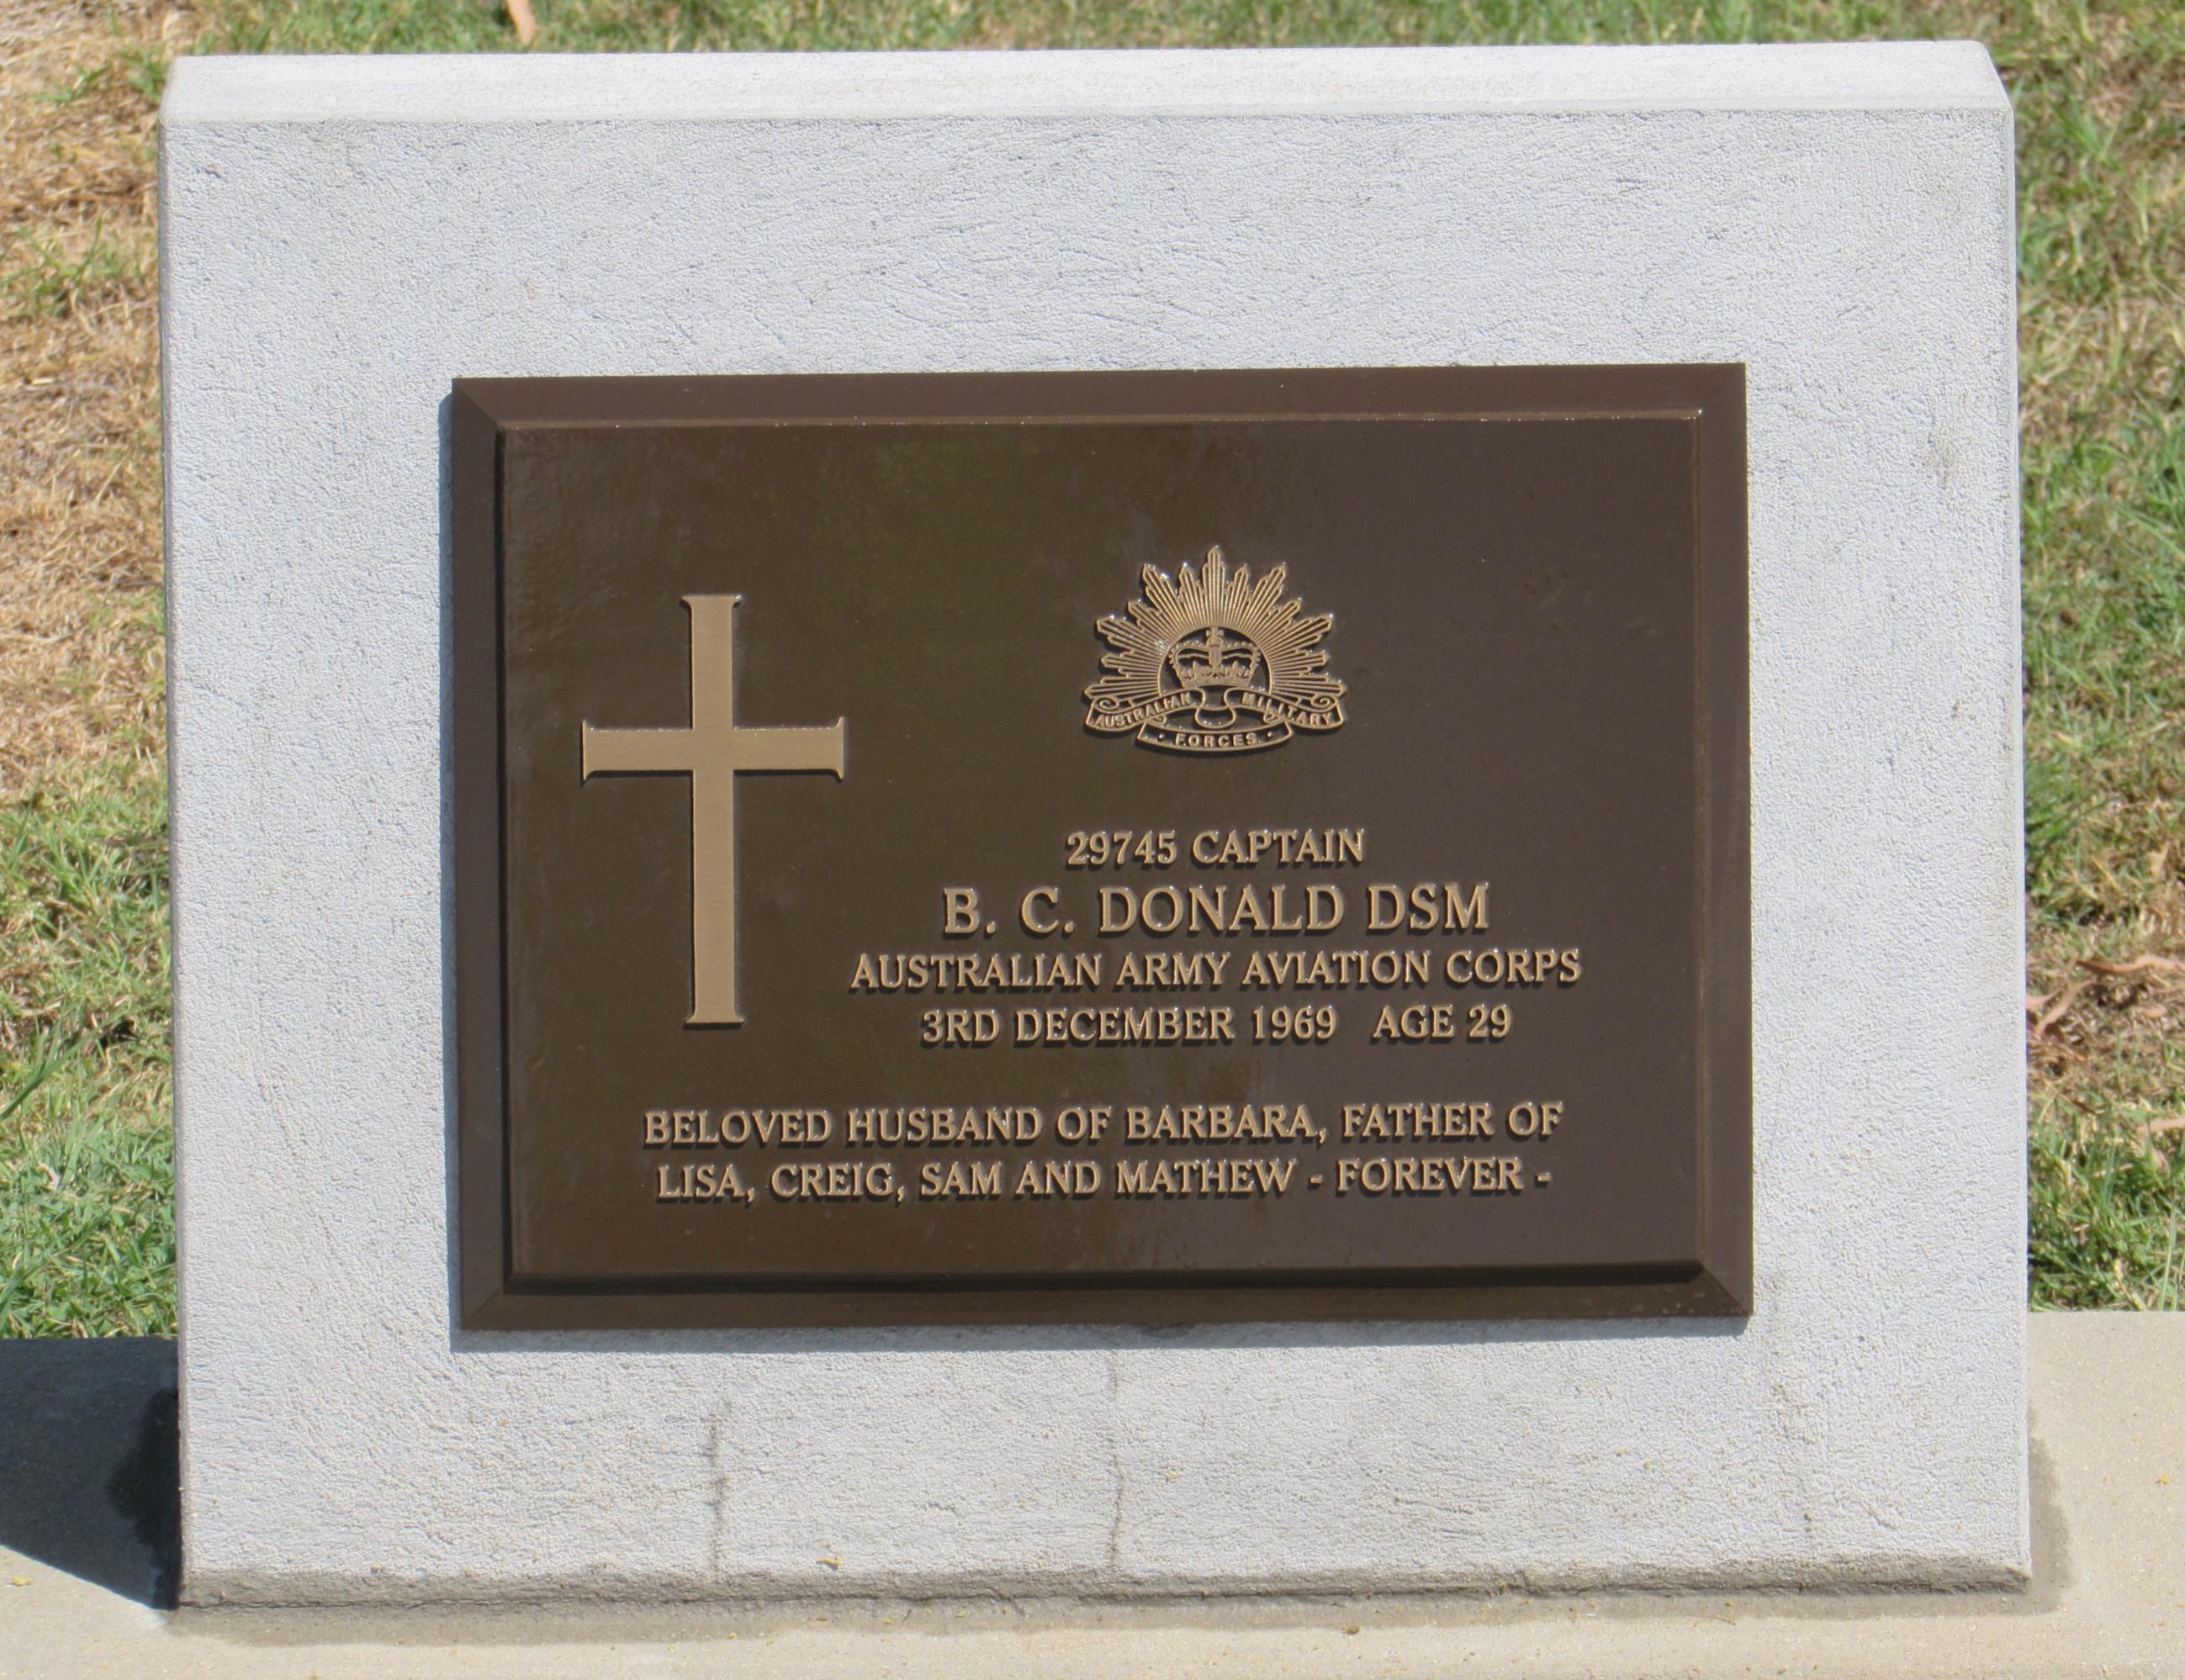 AUSTRALIAN MILITARY
FORCES
29745 CAPTAIN
B. C. DONALD DSM
AUSTRALIAN ARMY AVIATION CORPS
3RD DECEMBER 1969 AGE 29
BELOVED HUSBAND OF BARBARA, FATHER OF
LISA, CREIG, SAM AND MATHEW - FOREVER -